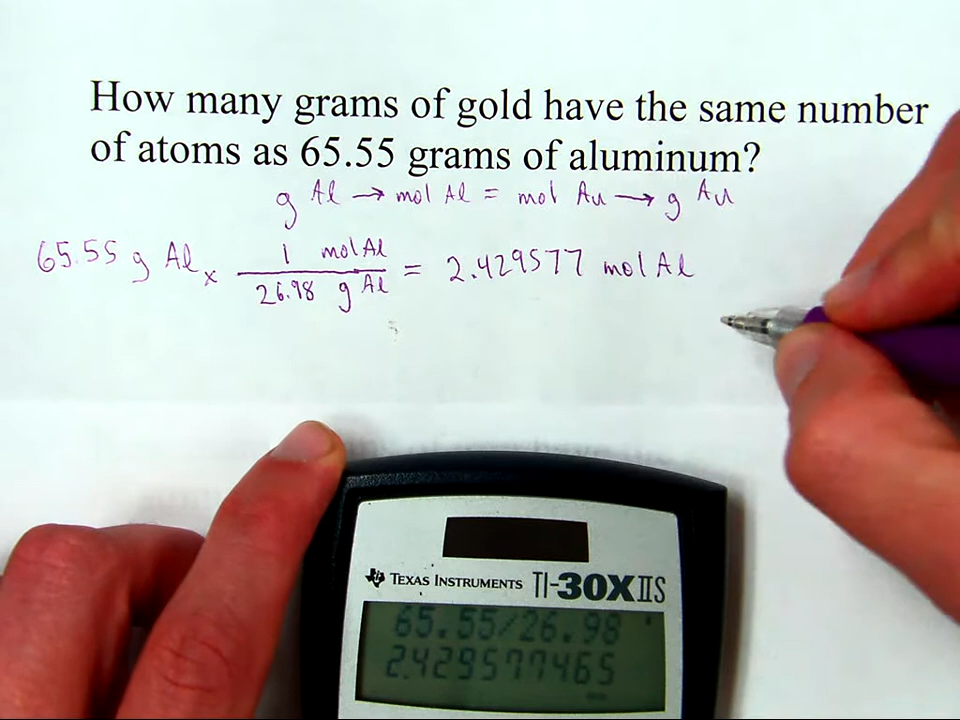 How many grams of gold have the same number
of atoms as 65.55 grams of aluminum?
g Al → mol Al = mol Au → g Au
65.55 g Al x 1 mol Al / 26.98 g Al = 2.429577 mol Al
TEXAS INSTRUMENTS TI-30X IIS
65.55/26.98
2.429577465